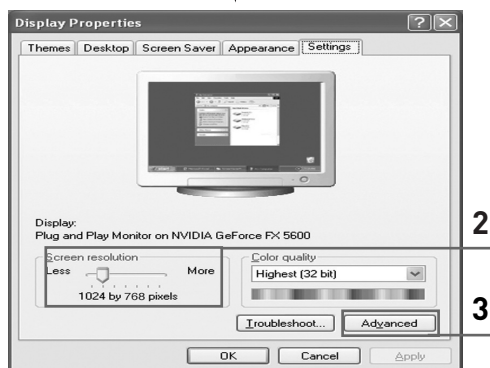 Display Properties
Themes Desktop Screen Saver Appearance Settings
Display:
Plug and Play Monitor on NVIDIA GeForce FX 5600
Screen resolution
Less More
1024 by 768 pixels
Color quality
Highest (32 bit)
2
Troubleshoot... Advanced
3
OK Cancel Apply